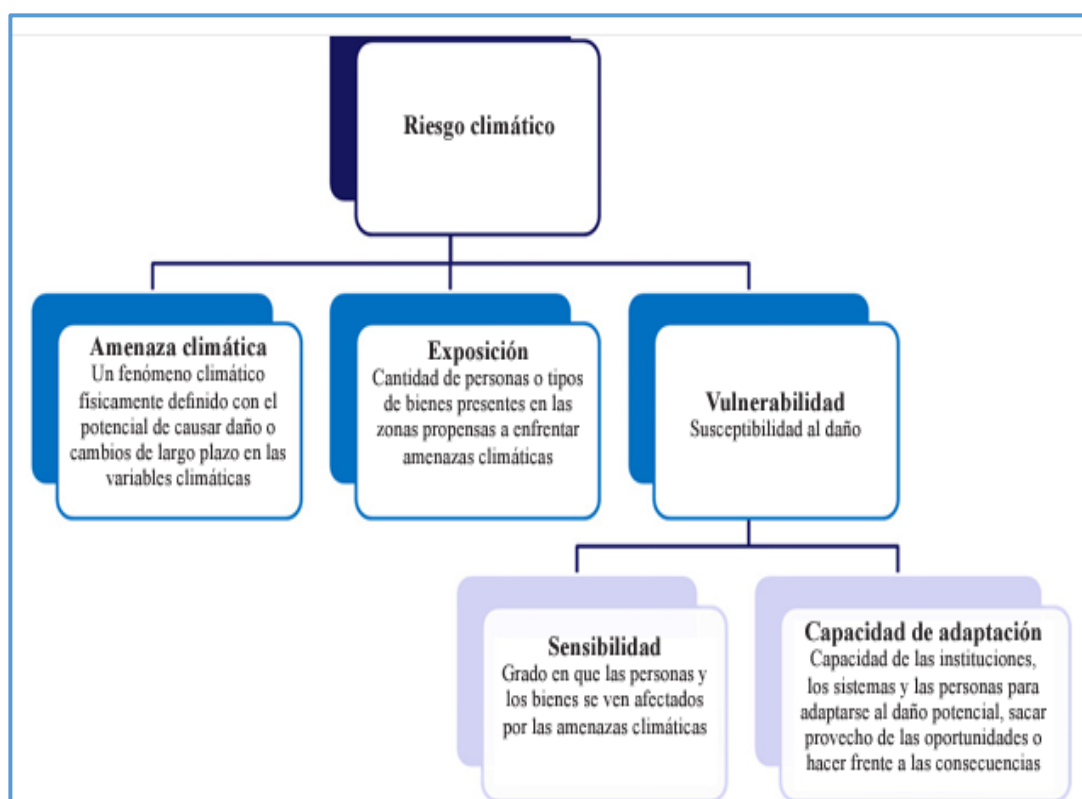 Riesgo climático
Amenaza climática
Un fenómeno climático
físicamente definido con el
potencial de causar daño o
cambios de largo plazo en las
variables climáticas
Exposición
Cantidad de personas o tipos
de bienes presentes en las
zonas propensas a enfrentar
amenazas climáticas
Vulnerabilidad
Susceptibilidad al daño
Sensibilidad
Grado en que las personas y
los bienes se ven afectados
por las amenazas climáticas
Capacidad de adaptación
Capacidad de las instituciones,
los sistemas y las personas para
adaptarse al daño potencial, sacar
provecho de las oportunidades o
hacer frente a las consecuencias